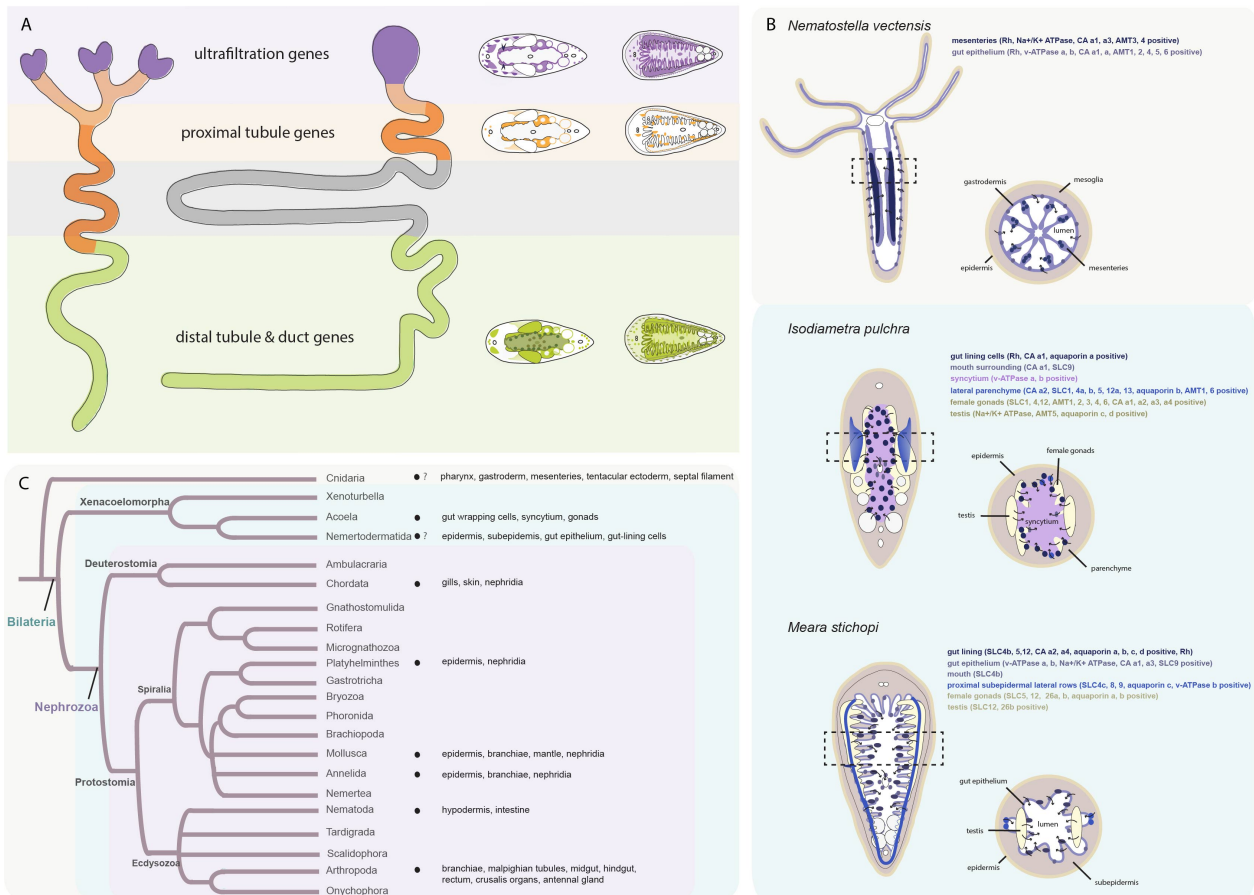 A
ultrafiltration genes
proximal tubule genes
distal tubule & duct genes
B
Nematostella vectensis
mesenteries (Rh, Na+/K+ ATPase, CA a1, a3, AMT3, 4 positive)
gut epithelium (Rh, v-ATPase a, b, CA a1, a, AMT1, 2, 4, 5, 6 positive)
gastrodermis
mesoglia
lumen
epidermis
mesenteries
Isodiametra pulchra
gut lining cells (Rh, CA a1, aquaporin a positive)
mouth surrounding (CA a1, SLC9)
syncytium (v-ATPase a, b positive)
lateral parenchyme (CA a2, SLC1, 4a, b, 5, 12a, 13, aquaporin b, AMT1, 6 positive)
female gonads (SLC1, 4,12, AMT1, 2, 3, 4, 6, CA a1, a2, a3, a4 positive)
testis (Na+/K+ ATPase, AMT5, aquaporin c, d positive)
epidermis
female gonads
testis
syncytium
parenchyme
Meara stichopi
gut lining (SLC4b, 5,12, CA a2, a4, aquaporin a, b, c, d positive, Rh)
gut epithelium (v-ATPase a, b, Na+/K+ ATPase, CA a1, a3, SLC9 positive)
mouth (SLC4b)
proximal subepidermal lateral rows (SLC4c, 8, 9, aquaporin c, v-ATPase b positive)
female gonads (SLC5, 12, 26a, b, aquaporin a, b positive)
testis (SLC12, 26b positive)
gut epithelium
lumen
testis
epidermis
subepidermis
C
Cnidaria ? pharynx, gastroderm, mesenteries, tentacular ectoderm, septal filament
Xenacoelomorpha
Xenoturbella
Acoela gut wrapping cells, syncytium, gonads
Nemertodermatida ? epidermis, subepidemis, gut epithelium, gut-lining cells
Deuterostomia
Ambulacraria
Chordata gills, skin, nephridia
Bilateria
Gnathostomulida
Rotifera
Micrognathozoa
Platyhelminthes epidermis, nephridia
Gastrotricha
Spiralia
Bryozoa
Nephrozoa
Phoronida
Brachiopoda
Mollusca epidermis, branchiae, mantle, nephridia
Annelida epidermis, branchiae, nephridia
Protostomia
Nemertea
Nematoda hypodermis, intestine
Tardigrada
Scalidophora
Ecdysozoa
Arthropoda branchiae, malpighian tubules, midgut, hindgut,
rectum, crusalis organs, antennal gland
Onychophora